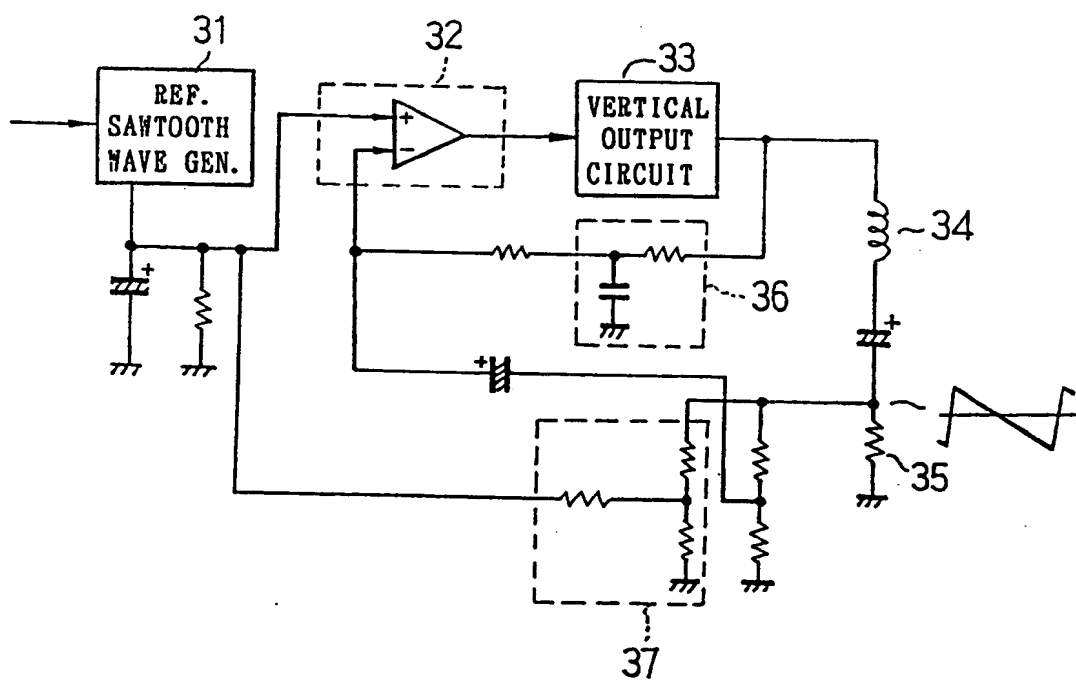 31
REF.
SAWTOOTH
WAVE GEN.
32
+
−
33
VERTICAL
OUTPUT
CIRCUIT
34
36
+
+
+
35
37